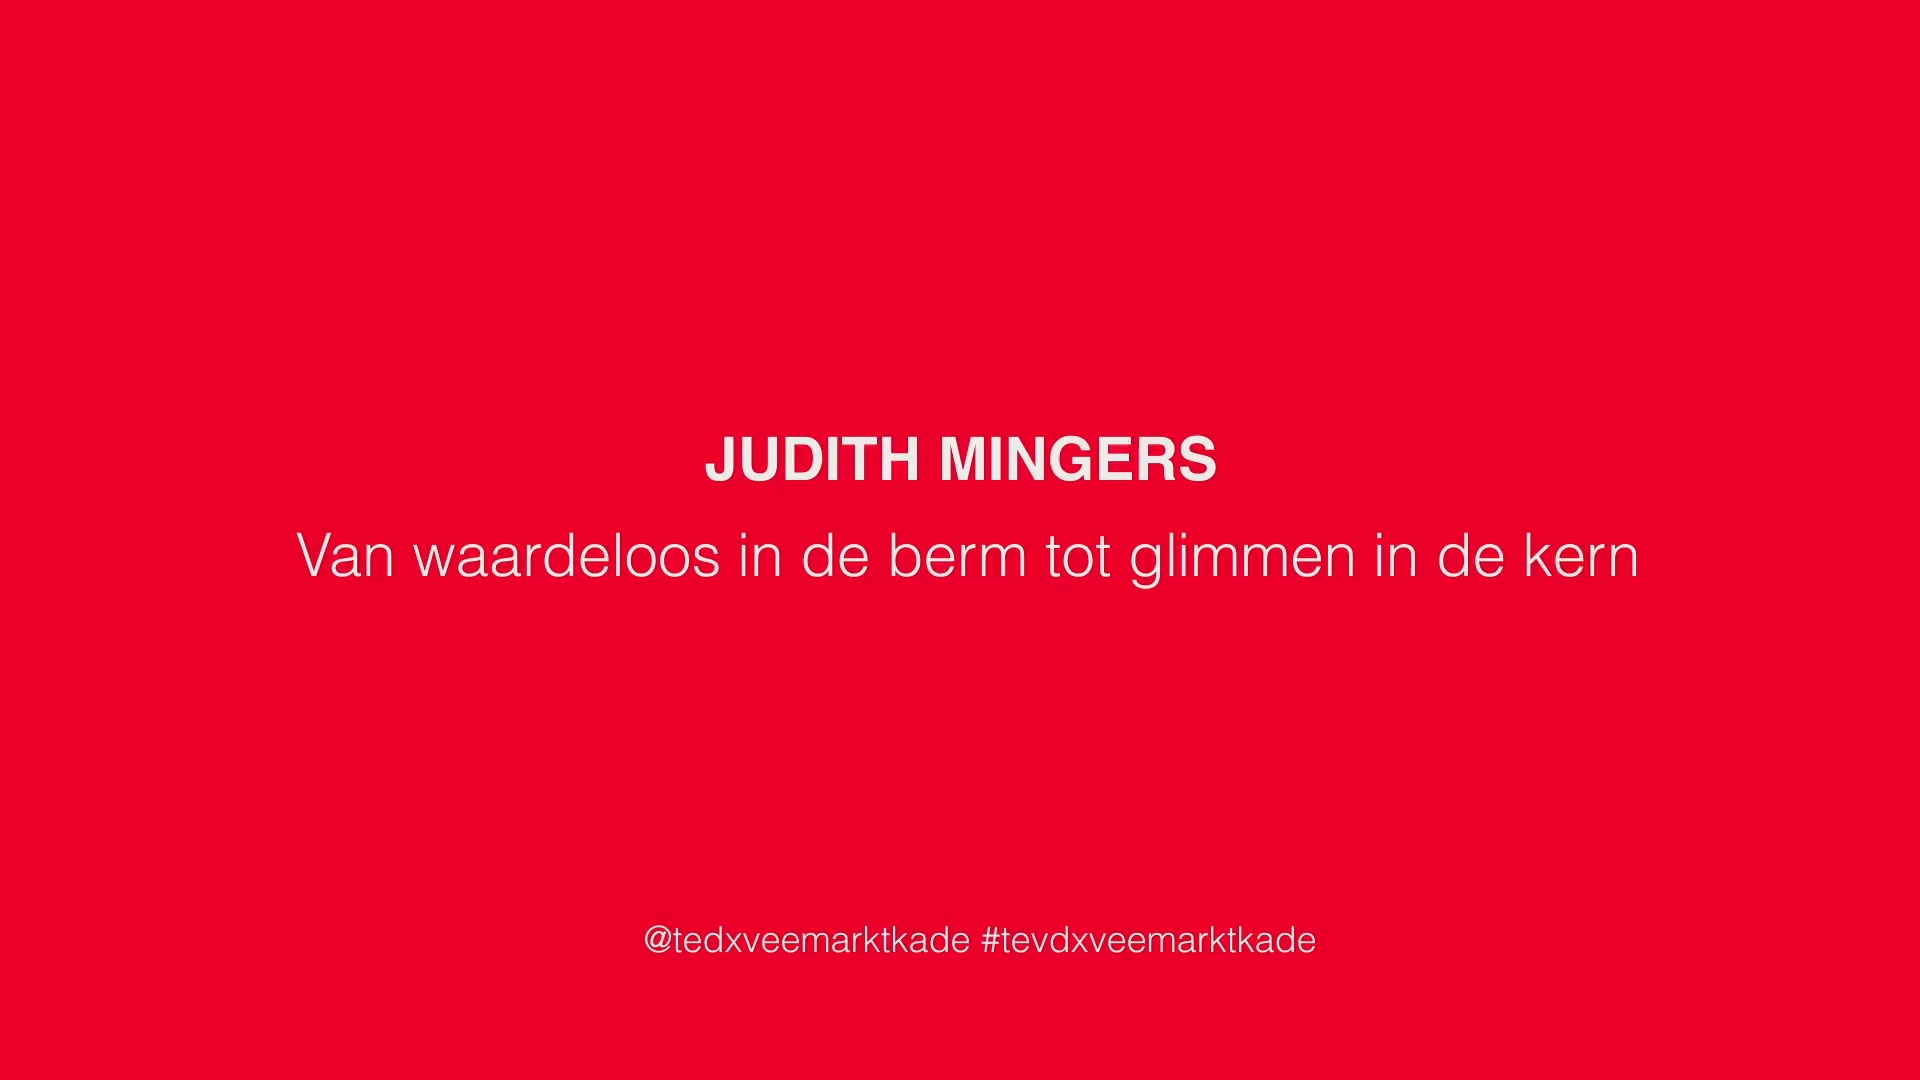 JUDITH MINGERS
Van waardeloos in de berm tot glimmen in de kern
@tedxveemarktkade #tevdxveemarktkade